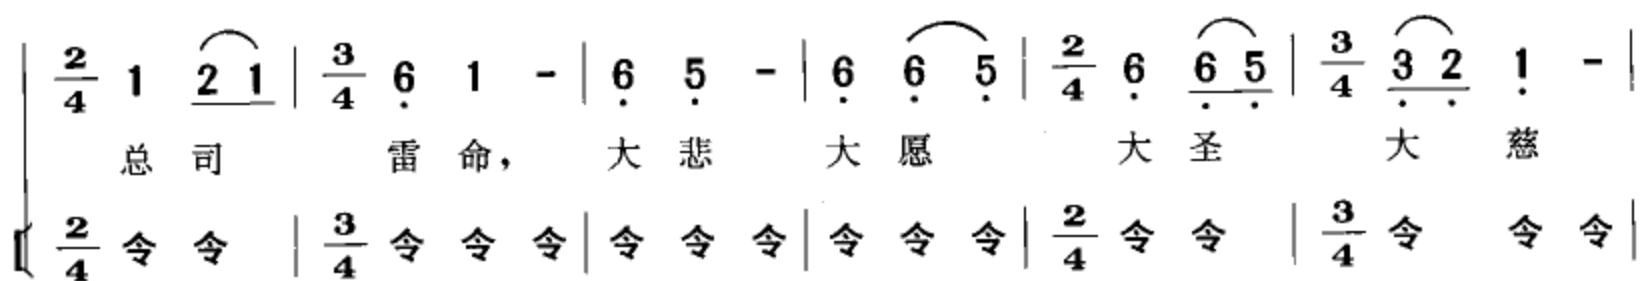 2/4 1 2 1 | 3/4 6̣ 1 - | 6̣ 5̣ - | 6̣ 6̣ 5̣ | 2/4 6̣ 6̣ 5̣ | 3/4 3̣ 2̣ 1̣ - |
总 司 雷 命， 大 悲 大 愿 大 圣 大 慈
2/4 令 令 | 3/4 令 令 令 | 令 令 令 | 令 令 令 | 2/4 令 令 | 3/4 令 令 令 |